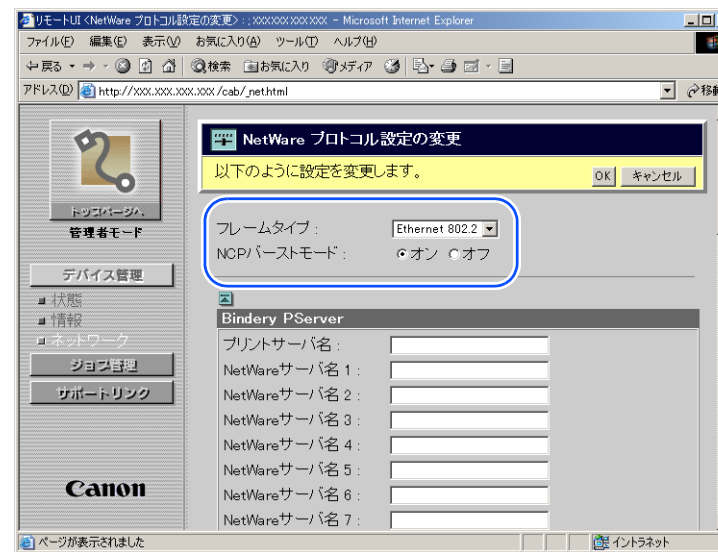 リモートUI <NetWare プロトコル設定の変更> : ; XXX.XXX.XXX.XXX - Microsoft Internet Explorer
ファイル(F) 編集(E) 表示(V) お気に入り(A) ツール(T) ヘルプ(H)
戻る 検索 お気に入り メディア
アドレス(D) http://xxx.xxx.xxx.xxx/cab/_net.html 移動
NetWare プロトコル設定の変更
以下のように設定を変更します。 OK キャンセル
トップページへ
管理者モード
フレームタイプ : Ethernet 802.2
NCPバーストモード : オン オフ
デバイス管理
状態
情報
ネットワーク
ジョブ管理
サポートリンク
Bindery PServer
プリントサーバ名 :
NetWareサーバ名 1 :
NetWareサーバ名 2 :
NetWareサーバ名 3 :
NetWareサーバ名 4 :
NetWareサーバ名 5 :
NetWareサーバ名 6 :
NetWareサーバ名 7 :
Canon
ページが表示されました イントラネット